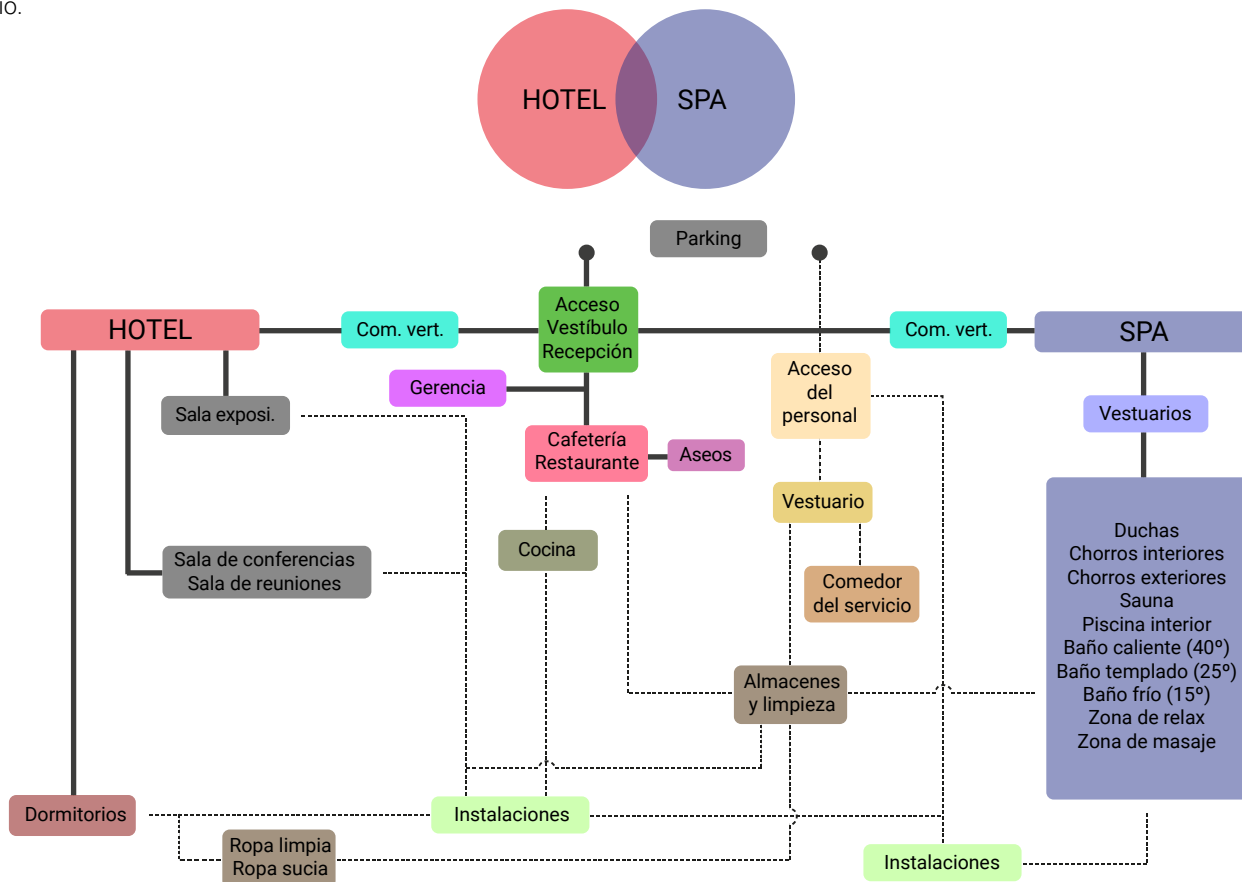 IO.
HOTEL
SPA
Parking
Acceso
Vestíbulo
Recepción
HOTEL
Com. vert.
Com. vert.
SPA
Gerencia
Acceso
del
personal
Sala exposi.
Vestuarios
Cafetería
Restaurante
Aseos
Vestuario
Cocina
Sala de conferencias
Sala de reuniones
Comedor
del servicio
Duchas
Chorros interiores
Chorros exteriores
Sauna
Piscina interior
Baño caliente (40º)
Baño templado (25º)
Baño frío (15º)
Zona de relax
Zona de masaje
Almacenes
y limpieza
Dormitorios
Instalaciones
Ropa limpia
Ropa sucia
Instalaciones